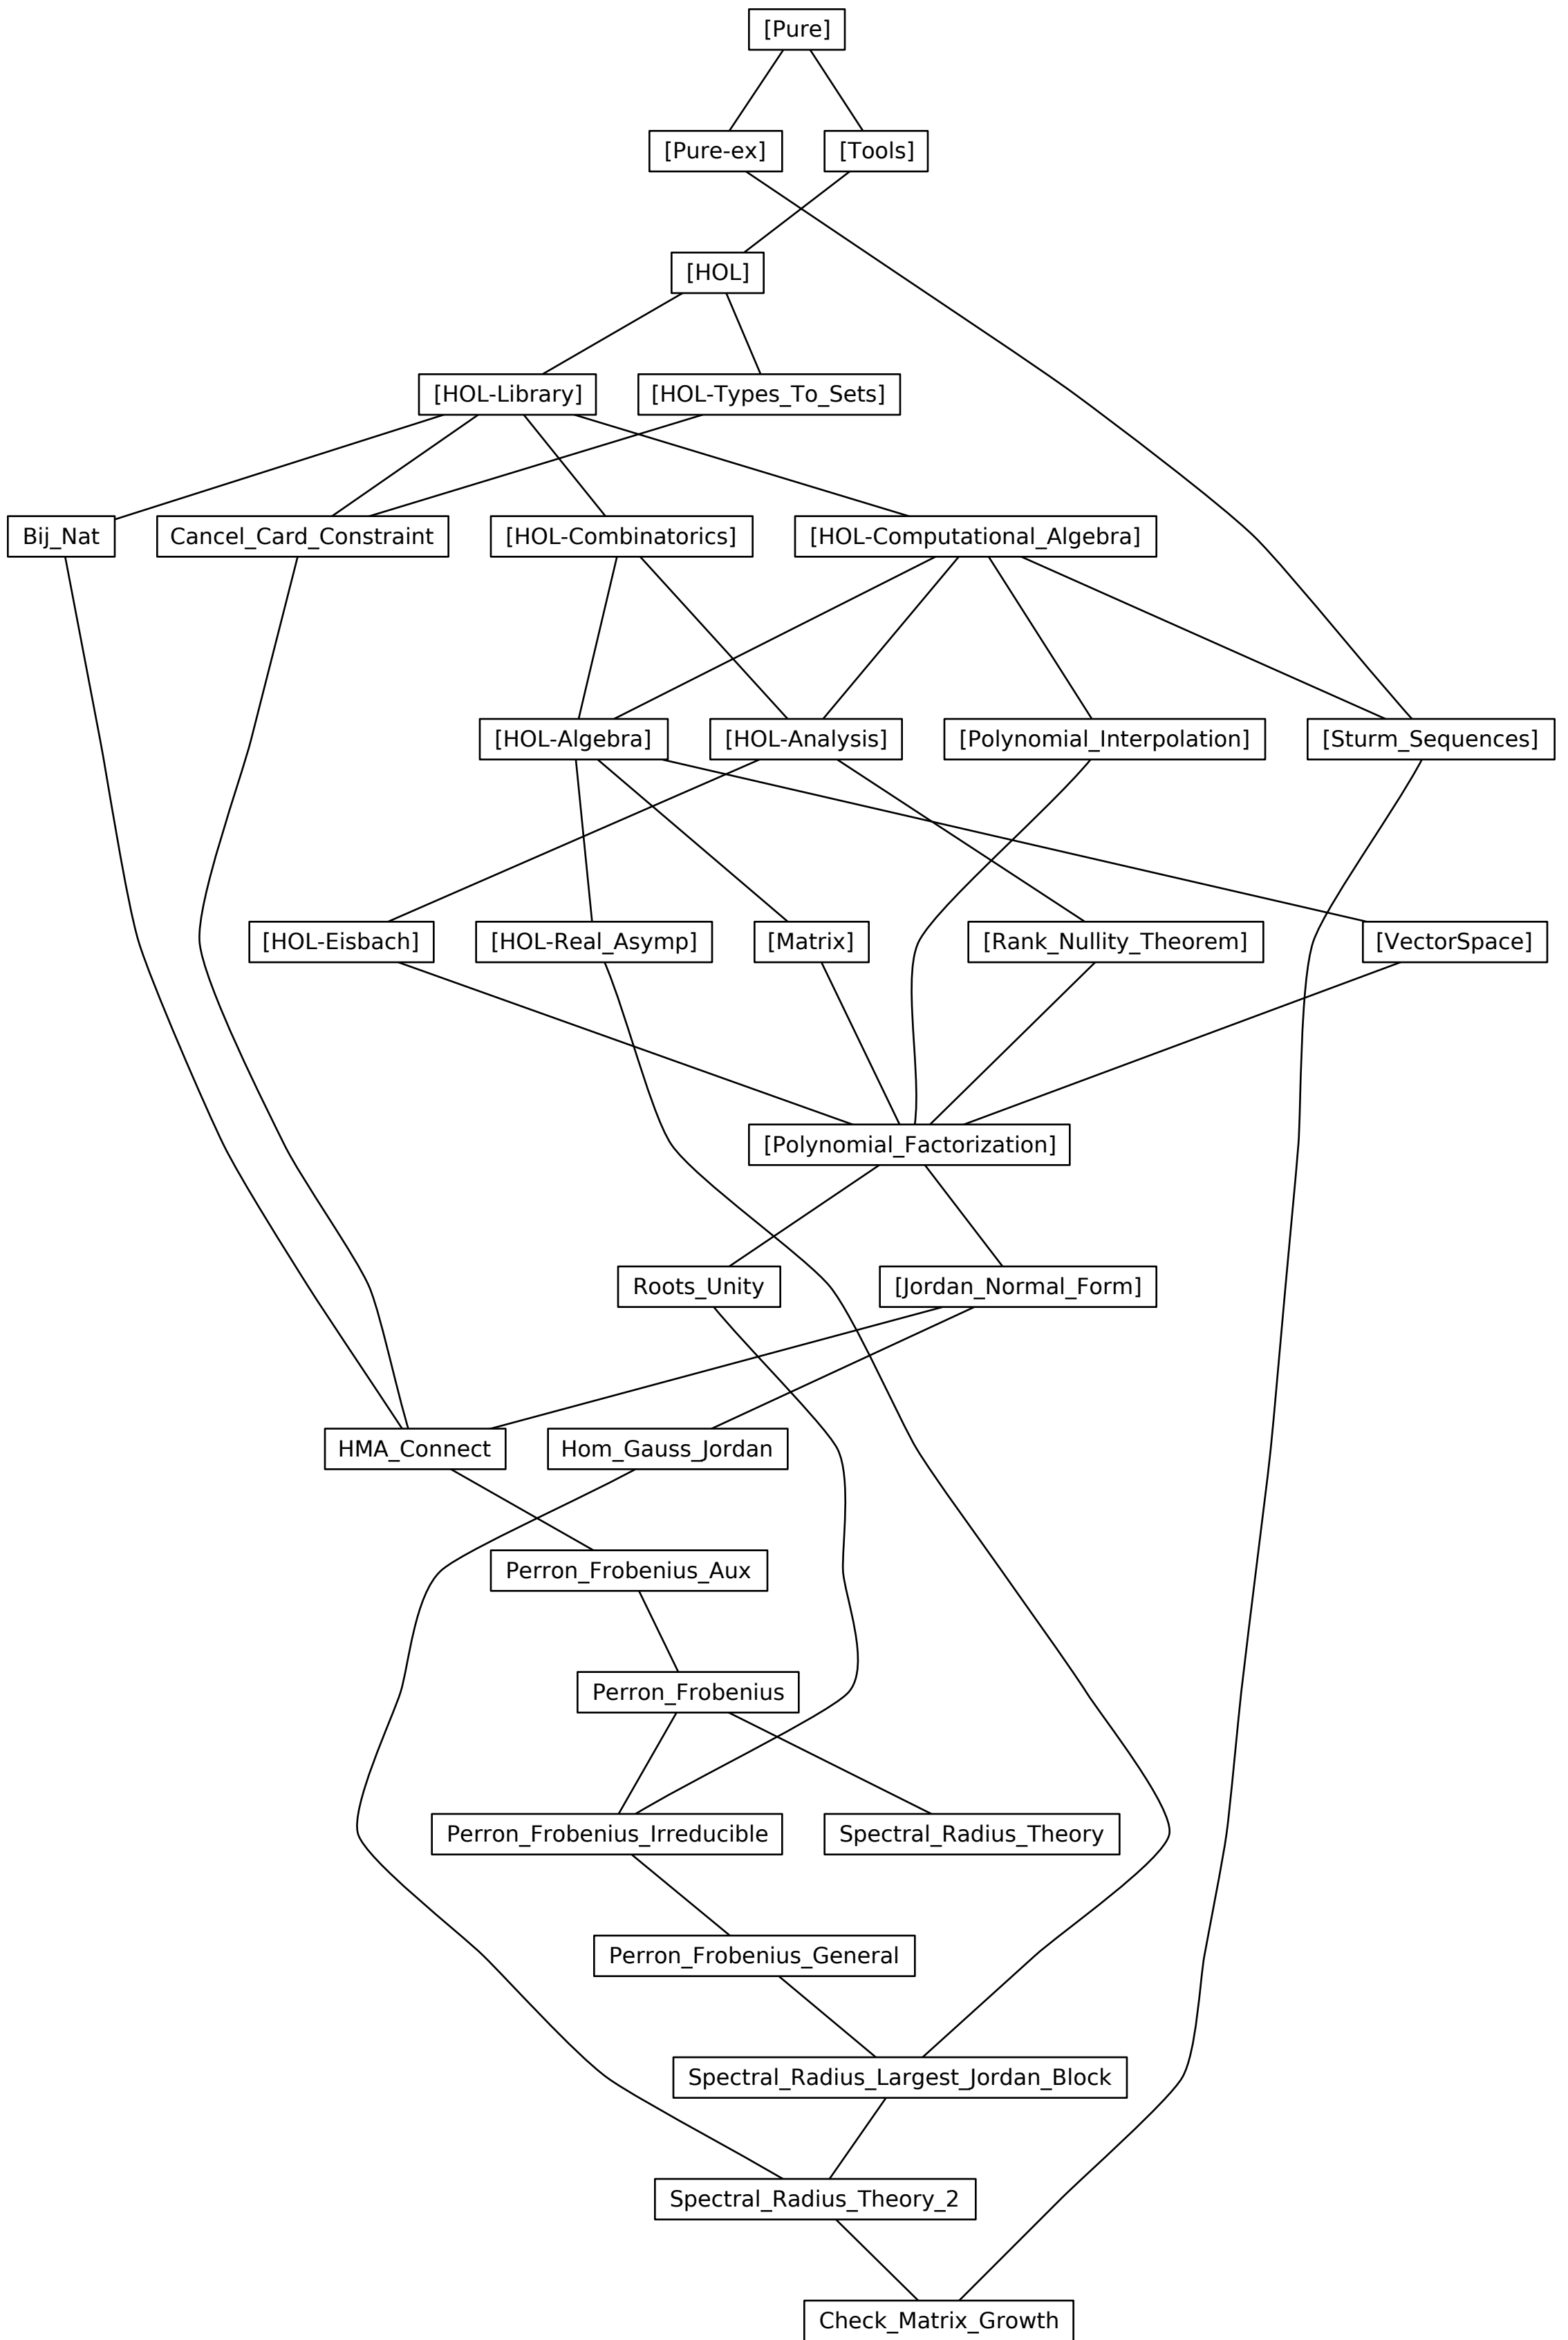 [Pure]
[Pure-ex]
[Tools]
[HOL]
[HOL-Library]
[HOL-Types_To_Sets]
Bij_Nat
Cancel_Card_Constraint
[HOL-Combinatorics]
[HOL-Computational_Algebra]
[HOL-Algebra]
[HOL-Analysis]
[Polynomial_Interpolation]
[Sturm_Sequences]
[HOL-Eisbach]
[HOL-Real_Asymp]
[Matrix]
[Rank_Nullity_Theorem]
[VectorSpace]
[Polynomial_Factorization]
Roots_Unity
[Jordan_Normal_Form]
HMA_Connect
Hom_Gauss_Jordan
Perron_Frobenius_Aux
Perron_Frobenius
Perron_Frobenius_Irreducible
Spectral_Radius_Theory
Perron_Frobenius_General
Spectral_Radius_Largest_Jordan_Block
Spectral_Radius_Theory_2
Check_Matrix_Growth